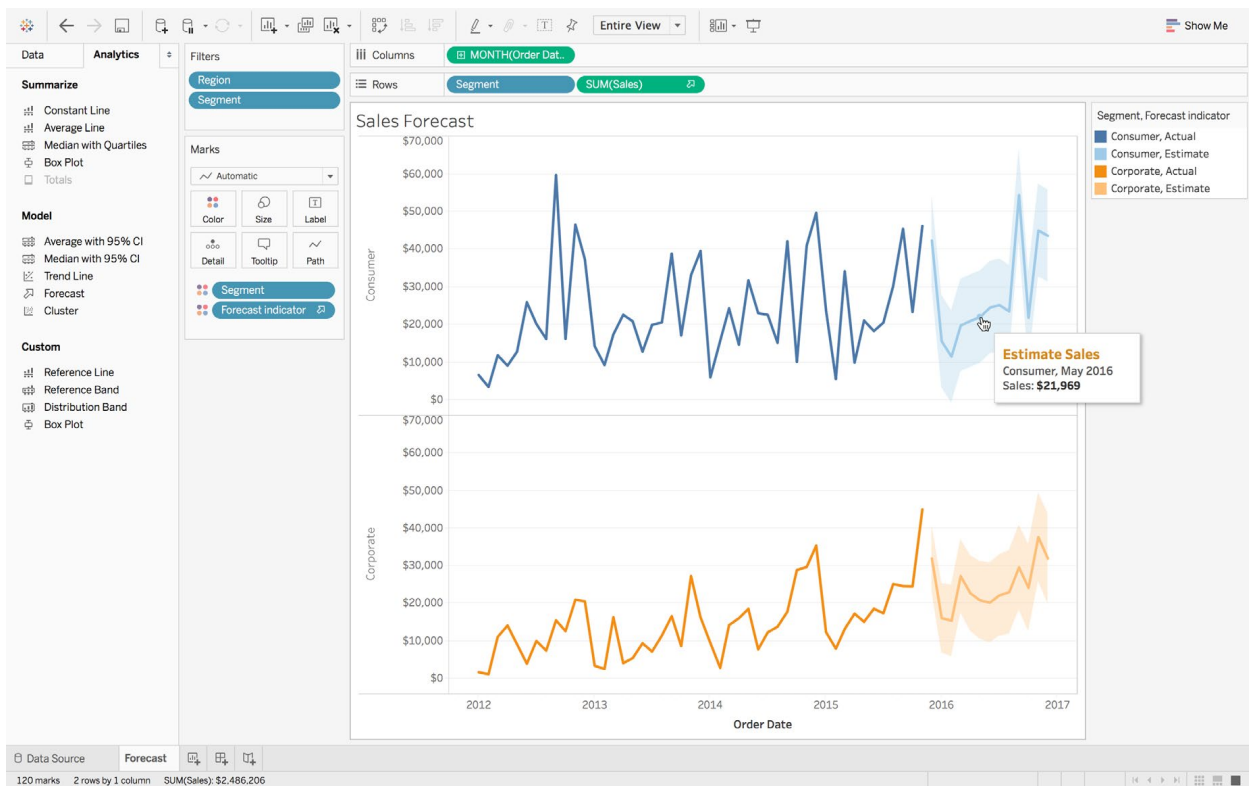 Entire View
Show Me
Data
Analytics
Summarize
Constant Line
Average Line
Median with Quartiles
Box Plot
Totals
Model
Average with 95% CI
Median with 95% CI
Trend Line
Forecast
Cluster
Custom
Reference Line
Reference Band
Distribution Band
Box Plot
Filters
Region
Segment
Marks
Automatic
Color
Size
Label
Detail
Tooltip
Path
Segment
Forecast indicator
Columns
MONTH(Order Dat..
Rows
Segment
SUM(Sales)
Sales Forecast
Consumer
$70,000
$60,000
$50,000
$40,000
$30,000
$20,000
$10,000
$0
Corporate
$70,000
$60,000
$50,000
$40,000
$30,000
$20,000
$10,000
$0
2012
2013
2014
2015
2016
2017
Order Date
Estimate Sales
Consumer, May 2016
Sales: $21,969
Segment, Forecast indicator
Consumer, Actual
Consumer, Estimate
Corporate, Actual
Corporate, Estimate
Data Source
Forecast
120 marks 2 rows by 1 column SUM(Sales): $2,486,206